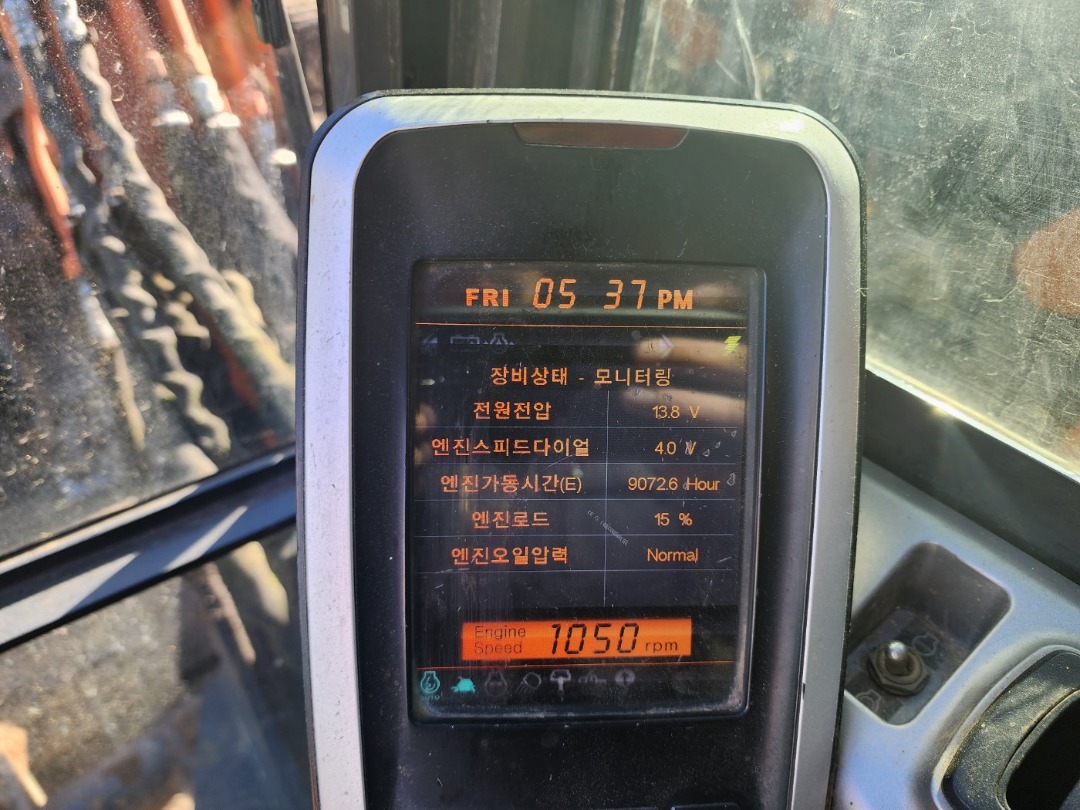 FRI 05 37 PM
장비상태 - 모니터링
전원전압 13.8 V
엔진스피드다이얼 4.0 V
엔진가동시간(E) 9072.6 Hour
엔진로드 15 %
엔진오일압력 Normal
Engine Speed 1050 rpm